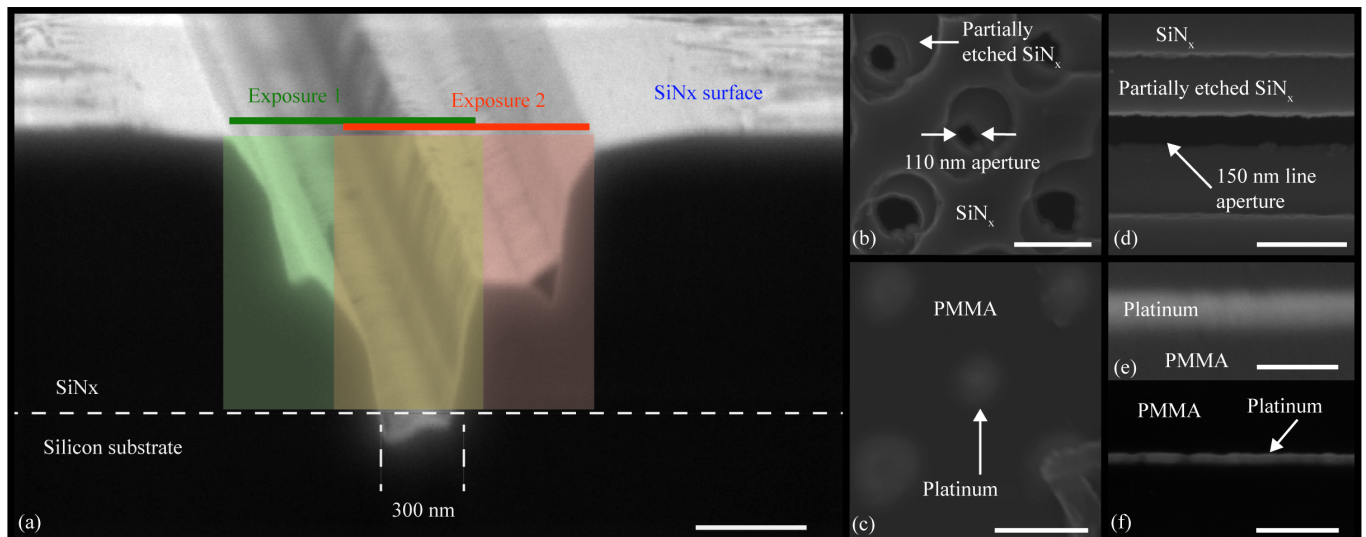 Exposure 1
Exposure 2
SiNx surface
SiNx
Silicon substrate
300 nm
(a)
Partially
etched SiNₓ
110 nm aperture
SiNₓ
(b)
PMMA
Platinum
(c)
SiNₓ
Partially etched SiNₓ
150 nm line
aperture
(d)
Platinum
PMMA
(e)
PMMA
Platinum
(f)